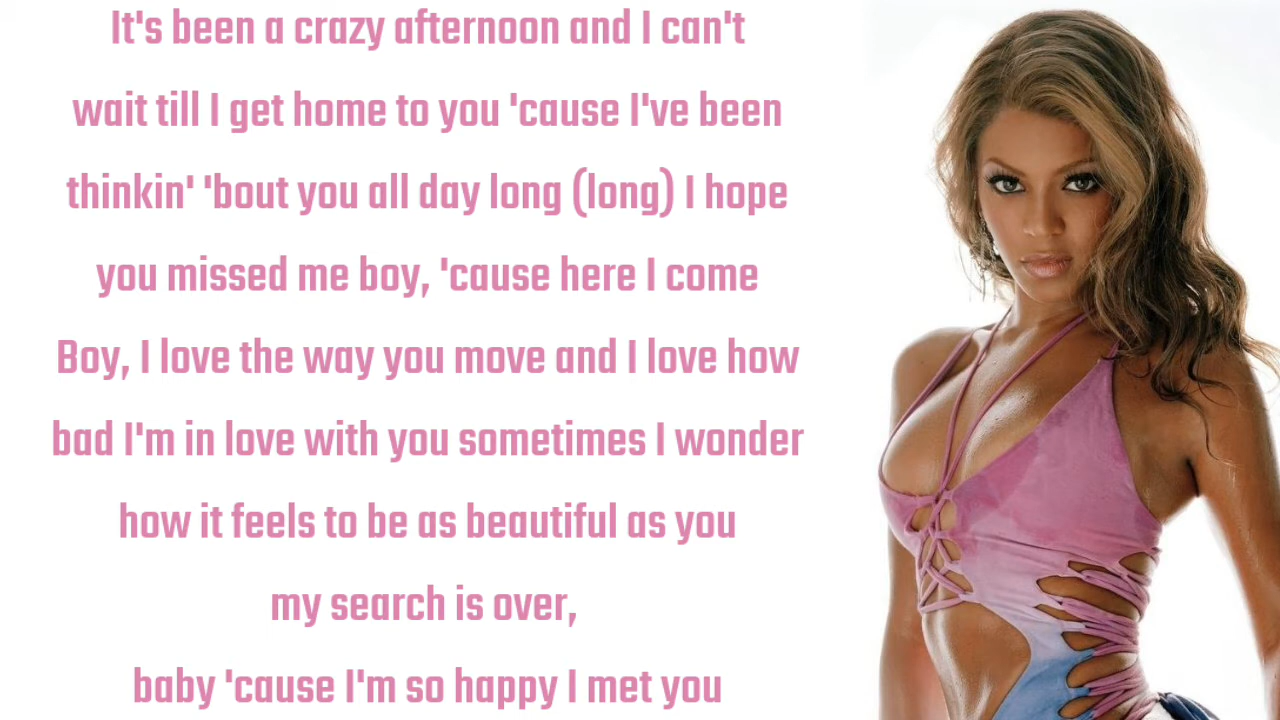 It's been a crazy afternoon and I can't
wait till I get home to you 'cause I've been
thinkin' 'bout you all day long (long) I hope
you missed me boy, 'cause here I come
Boy, I love the way you move and I love how
bad I'm in love with you sometimes I wonder
how it feels to be as beautiful as you
my search is over,
baby 'cause I'm so happy I met you